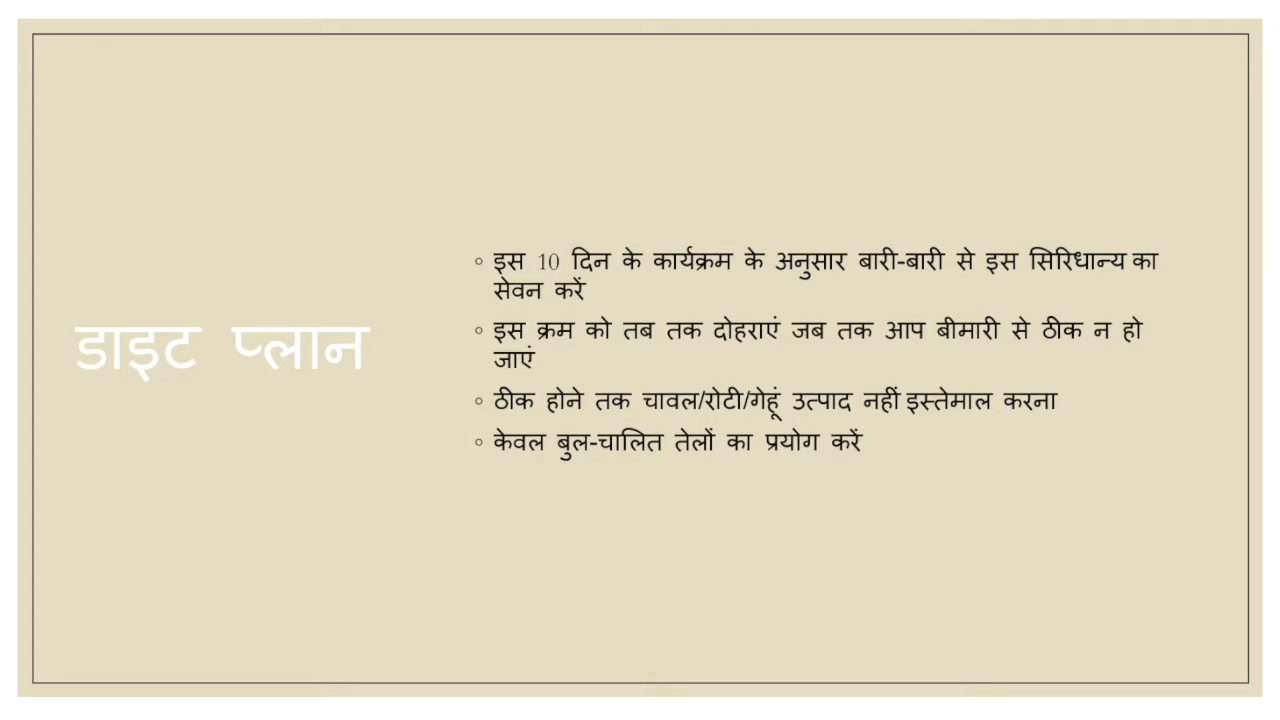 डाइट प्लान
◦ इस 10 दिन के कार्यक्रम के अनुसार बारी-बारी से इस सिरिधान्य का
सेवन करें
◦ इस क्रम को तब तक दोहराएं जब तक आप बीमारी से ठीक न हो
जाएं
◦ ठीक होने तक चावल/रोटी/गेहूं उत्पाद नहीं इस्तेमाल करना
◦ केवल बुल-चालित तेलों का प्रयोग करें